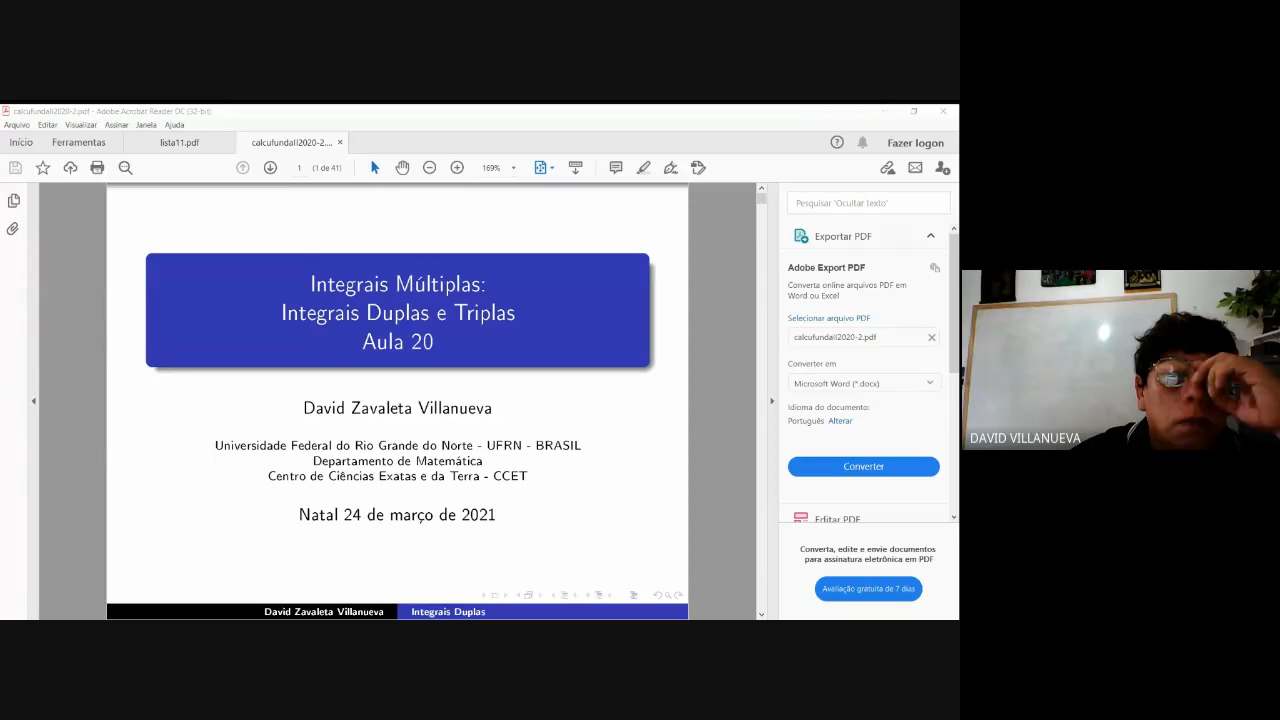 calcufundaII2020-2.pdf - Adobe Acrobat Reader DC (32-bit)
Arquivo Editar Visualizar Assinar Janela Ajuda
Início Ferramentas lista11.pdf calcufundaII2020-2.... × Fazer logon
1 (1 de 41) 169%
Pesquisar 'Ocultar texto'
Exportar PDF
Adobe Export PDF
Converta online arquivos PDF em
Word ou Excel
Selecionar arquivo PDF
calcufundaII2020-2.pdf
Converter em
Microsoft Word (*.docx)
Idioma do documento:
Português Alterar
Converter
Editar PDF
Converta, edite e envie documentos
para assinatura eletrônica em PDF
Avaliação gratuita de 7 dias
Integrais Múltiplas:
Integrais Duplas e Triplas
Aula 20
David Zavaleta Villanueva
Universidade Federal do Rio Grande do Norte - UFRN - BRASIL
Departamento de Matemática
Centro de Ciências Exatas e da Terra - CCET
Natal 24 de março de 2021
David Zavaleta Villanueva Integrais Duplas
DAVID VILLANUEVA